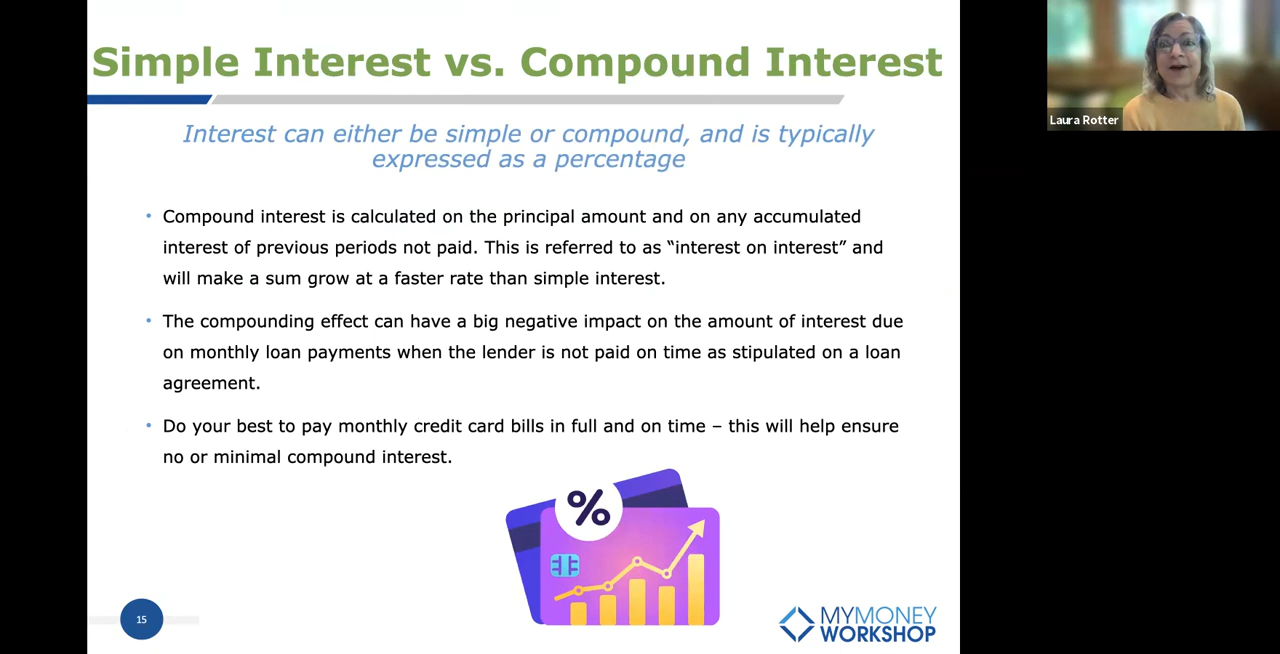 Simple Interest vs. Compound Interest
Interest can either be simple or compound, and is typically
expressed as a percentage
• Compound interest is calculated on the principal amount and on any accumulated
interest of previous periods not paid. This is referred to as “interest on interest” and
will make a sum grow at a faster rate than simple interest.
• The compounding effect can have a big negative impact on the amount of interest due
on monthly loan payments when the lender is not paid on time as stipulated on a loan
agreement.
• Do your best to pay monthly credit card bills in full and on time – this will help ensure
no or minimal compound interest.
%
15
MYMONEY
WORKSHOP
Laura Rotter